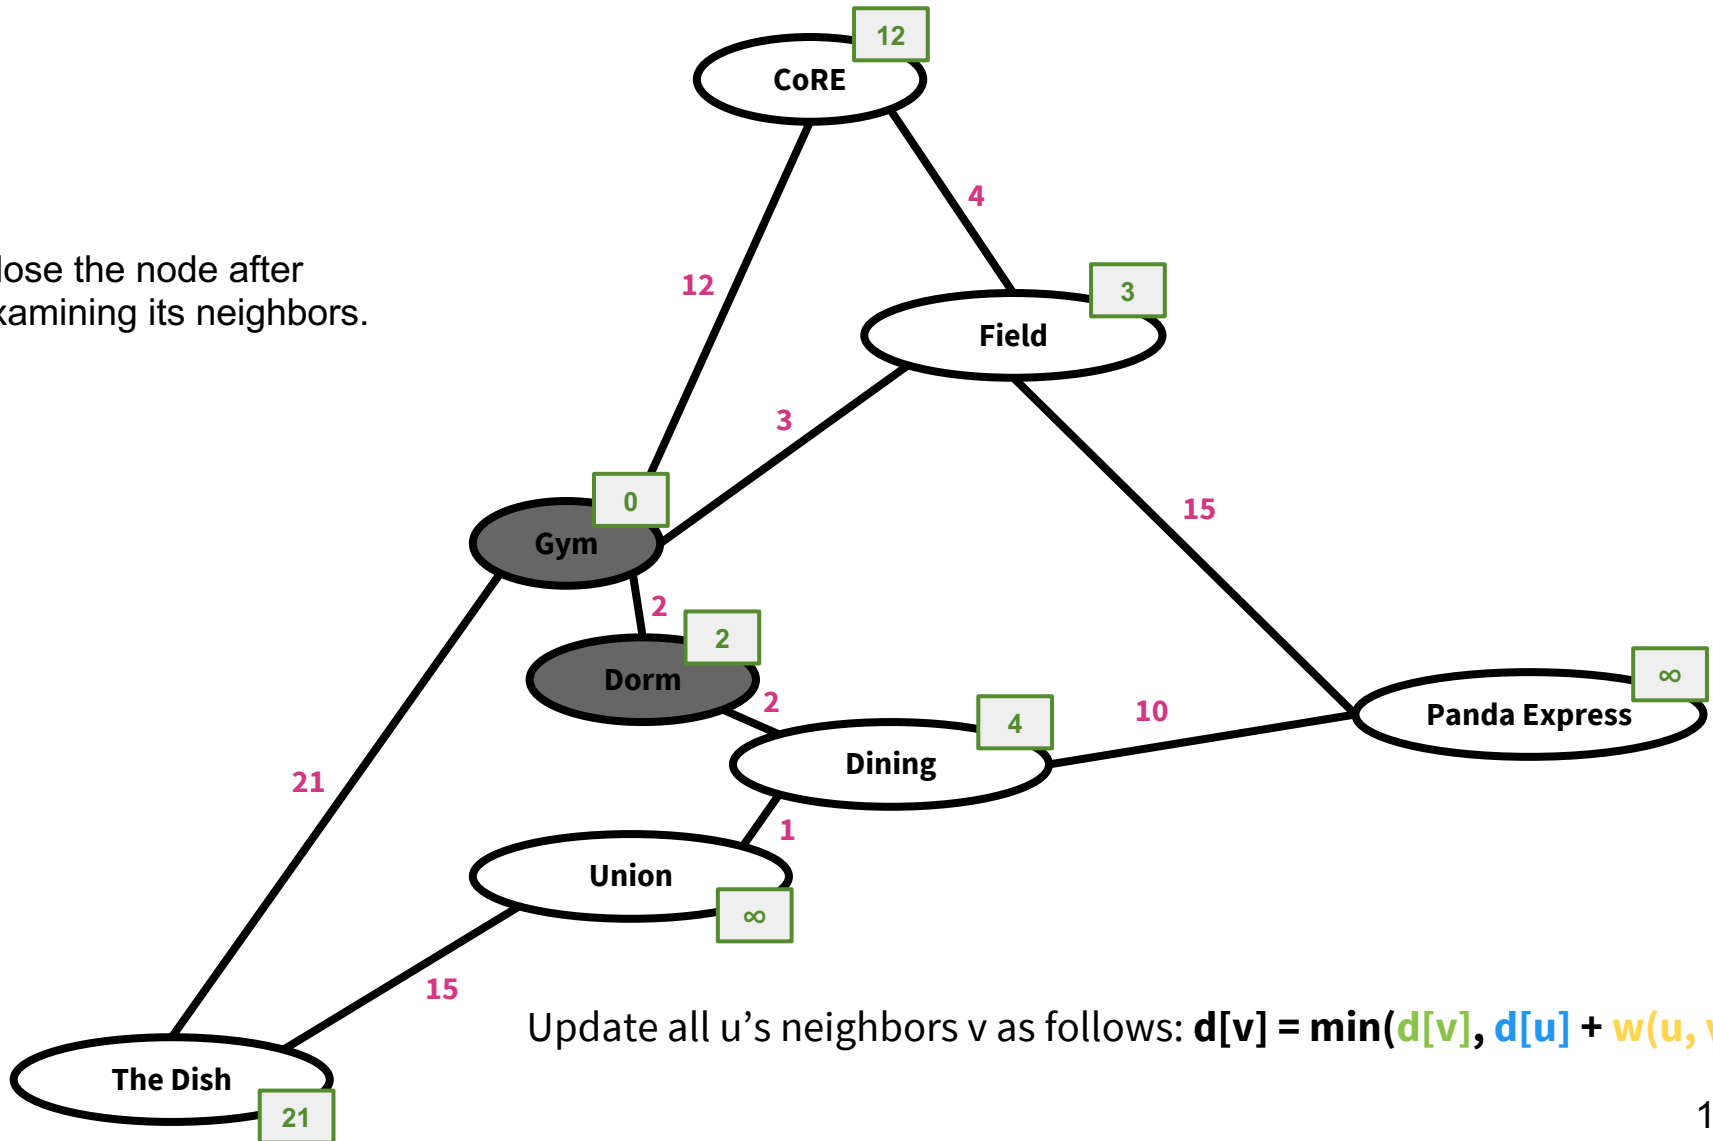 12
CoRE
4
lose the node after
xamining its neighbors.
12
3
Field
3
15
0
Gym
2
2
Dorm
2
∞
4
10
Panda Express
Dining
21
1
Union
∞
15
Update all u's neighbors v as follows: d[v] = min(d[v], d[u] + w(u, v
The Dish
21
1